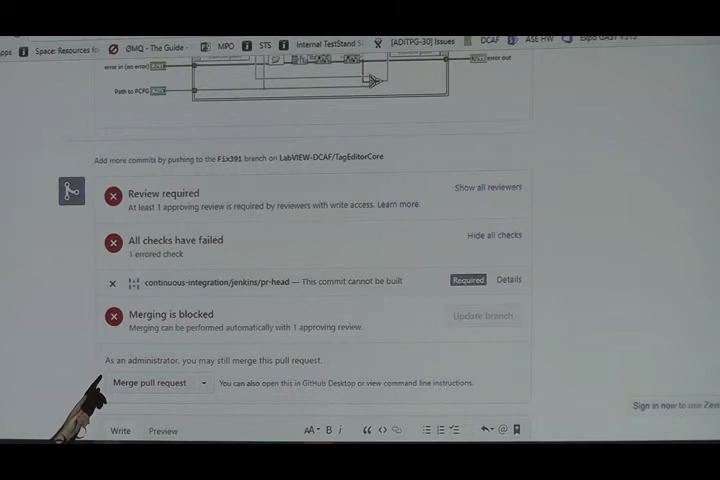 Space: Resources fo
ØMQ - The Guide
MPO
STS
Internal TestStand S
[ADITPG-30] Issues
DCAF
ASE HW
error in (no error)
error out
Path to PCFG
Add more commits by pushing to the Fix391 branch on LabVIEW-DCAF/TagEditorCore
Review required
Show all reviewers
At least 1 approving review is required by reviewers with write access. Learn more.
All checks have failed
Hide all checks
1 errored check
continuous-integration/jenkins/pr-head — This commit cannot be built
Required
Details
Merging is blocked
Update branch
Merging can be performed automatically with 1 approving review.
As an administrator, you may still merge this pull request.
Merge pull request
You can also open this in GitHub Desktop or view command line instructions.
Sign in now to use Zen
Write
Preview
AA
B
i